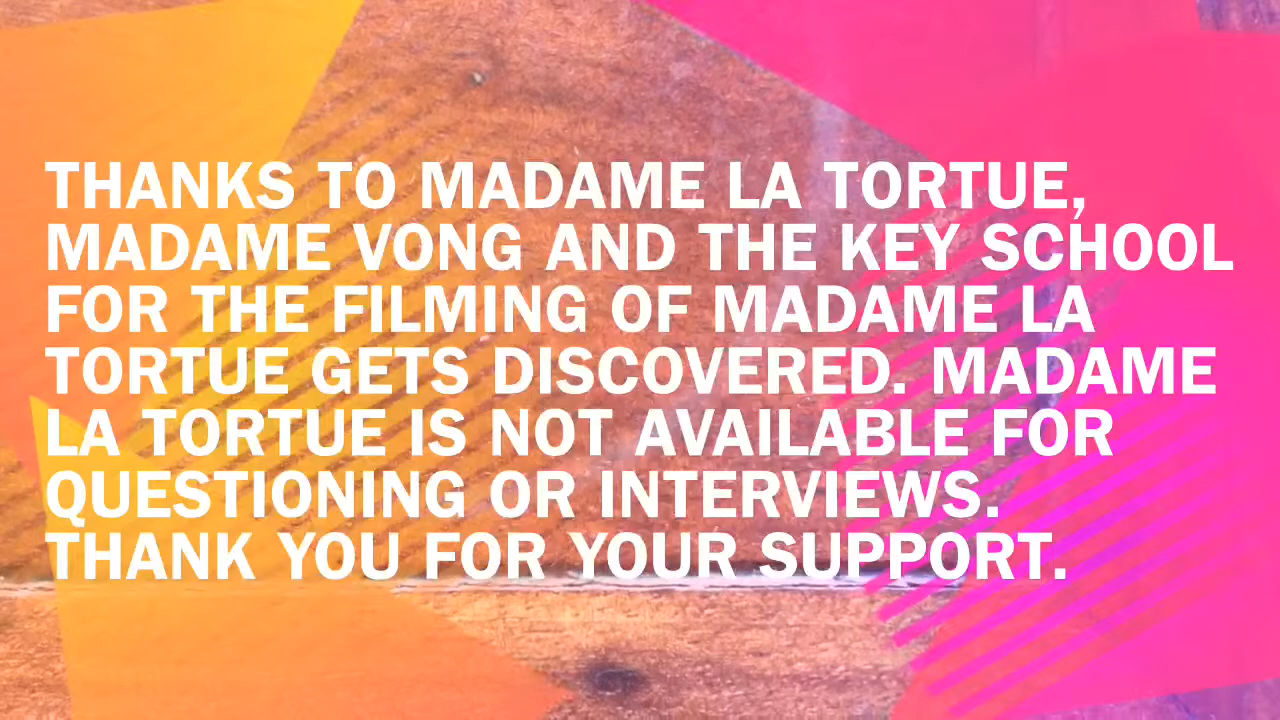 THANKS TO MADAME LA TORTUE,
MADAME VONG AND THE KEY SCHOOL
FOR THE FILMING OF MADAME LA
TORTUE GETS DISCOVERED. MADAME
LA TORTUE IS NOT AVAILABLE FOR
QUESTIONING OR INTERVIEWS.
THANK YOU FOR YOUR SUPPORT.